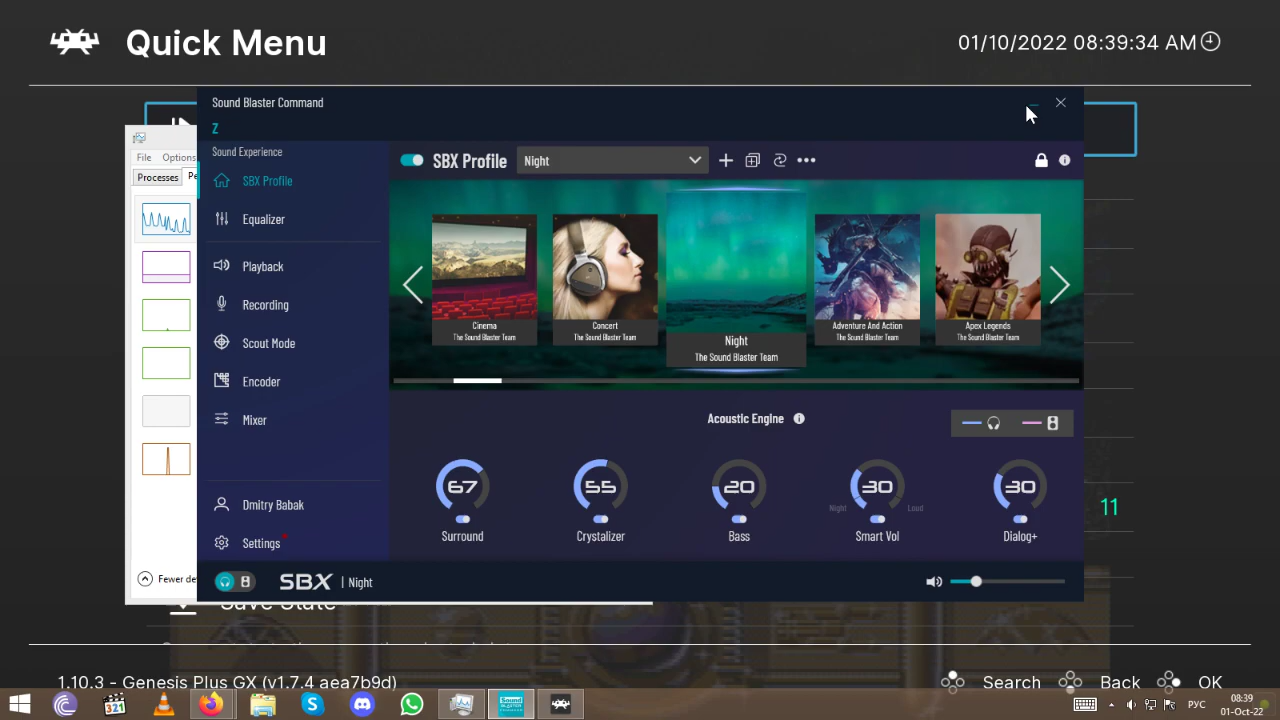 Quick Menu
01/10/2022 08:39:34 AM
Sound Blaster Command
Z
File Options
Processes
Sound Experience
SBX Profile
Equalizer
Playback
Recording
Scout Mode
Encoder
Mixer
Dmitry Babak
Settings
SBX Profile
Night
Cinema
The Sound Blaster Team
Concert
The Sound Blaster Team
Night
The Sound Blaster Team
Adventure And Action
The Sound Blaster Team
Apex Legends
The Sound Blaster Team
Acoustic Engine
67
55
20
30
30
Night
Loud
Surround
Crystalizer
Bass
Smart Vol
Dialog+
11
Fewer de
SBX | Night
Save State
1.10.3 - Genesis Plus GX (v1.7.4 aea7b9d)
Search
Back
OK
321
Sound BlasterX COMMAND
РУС
08:39
01-Oct-22